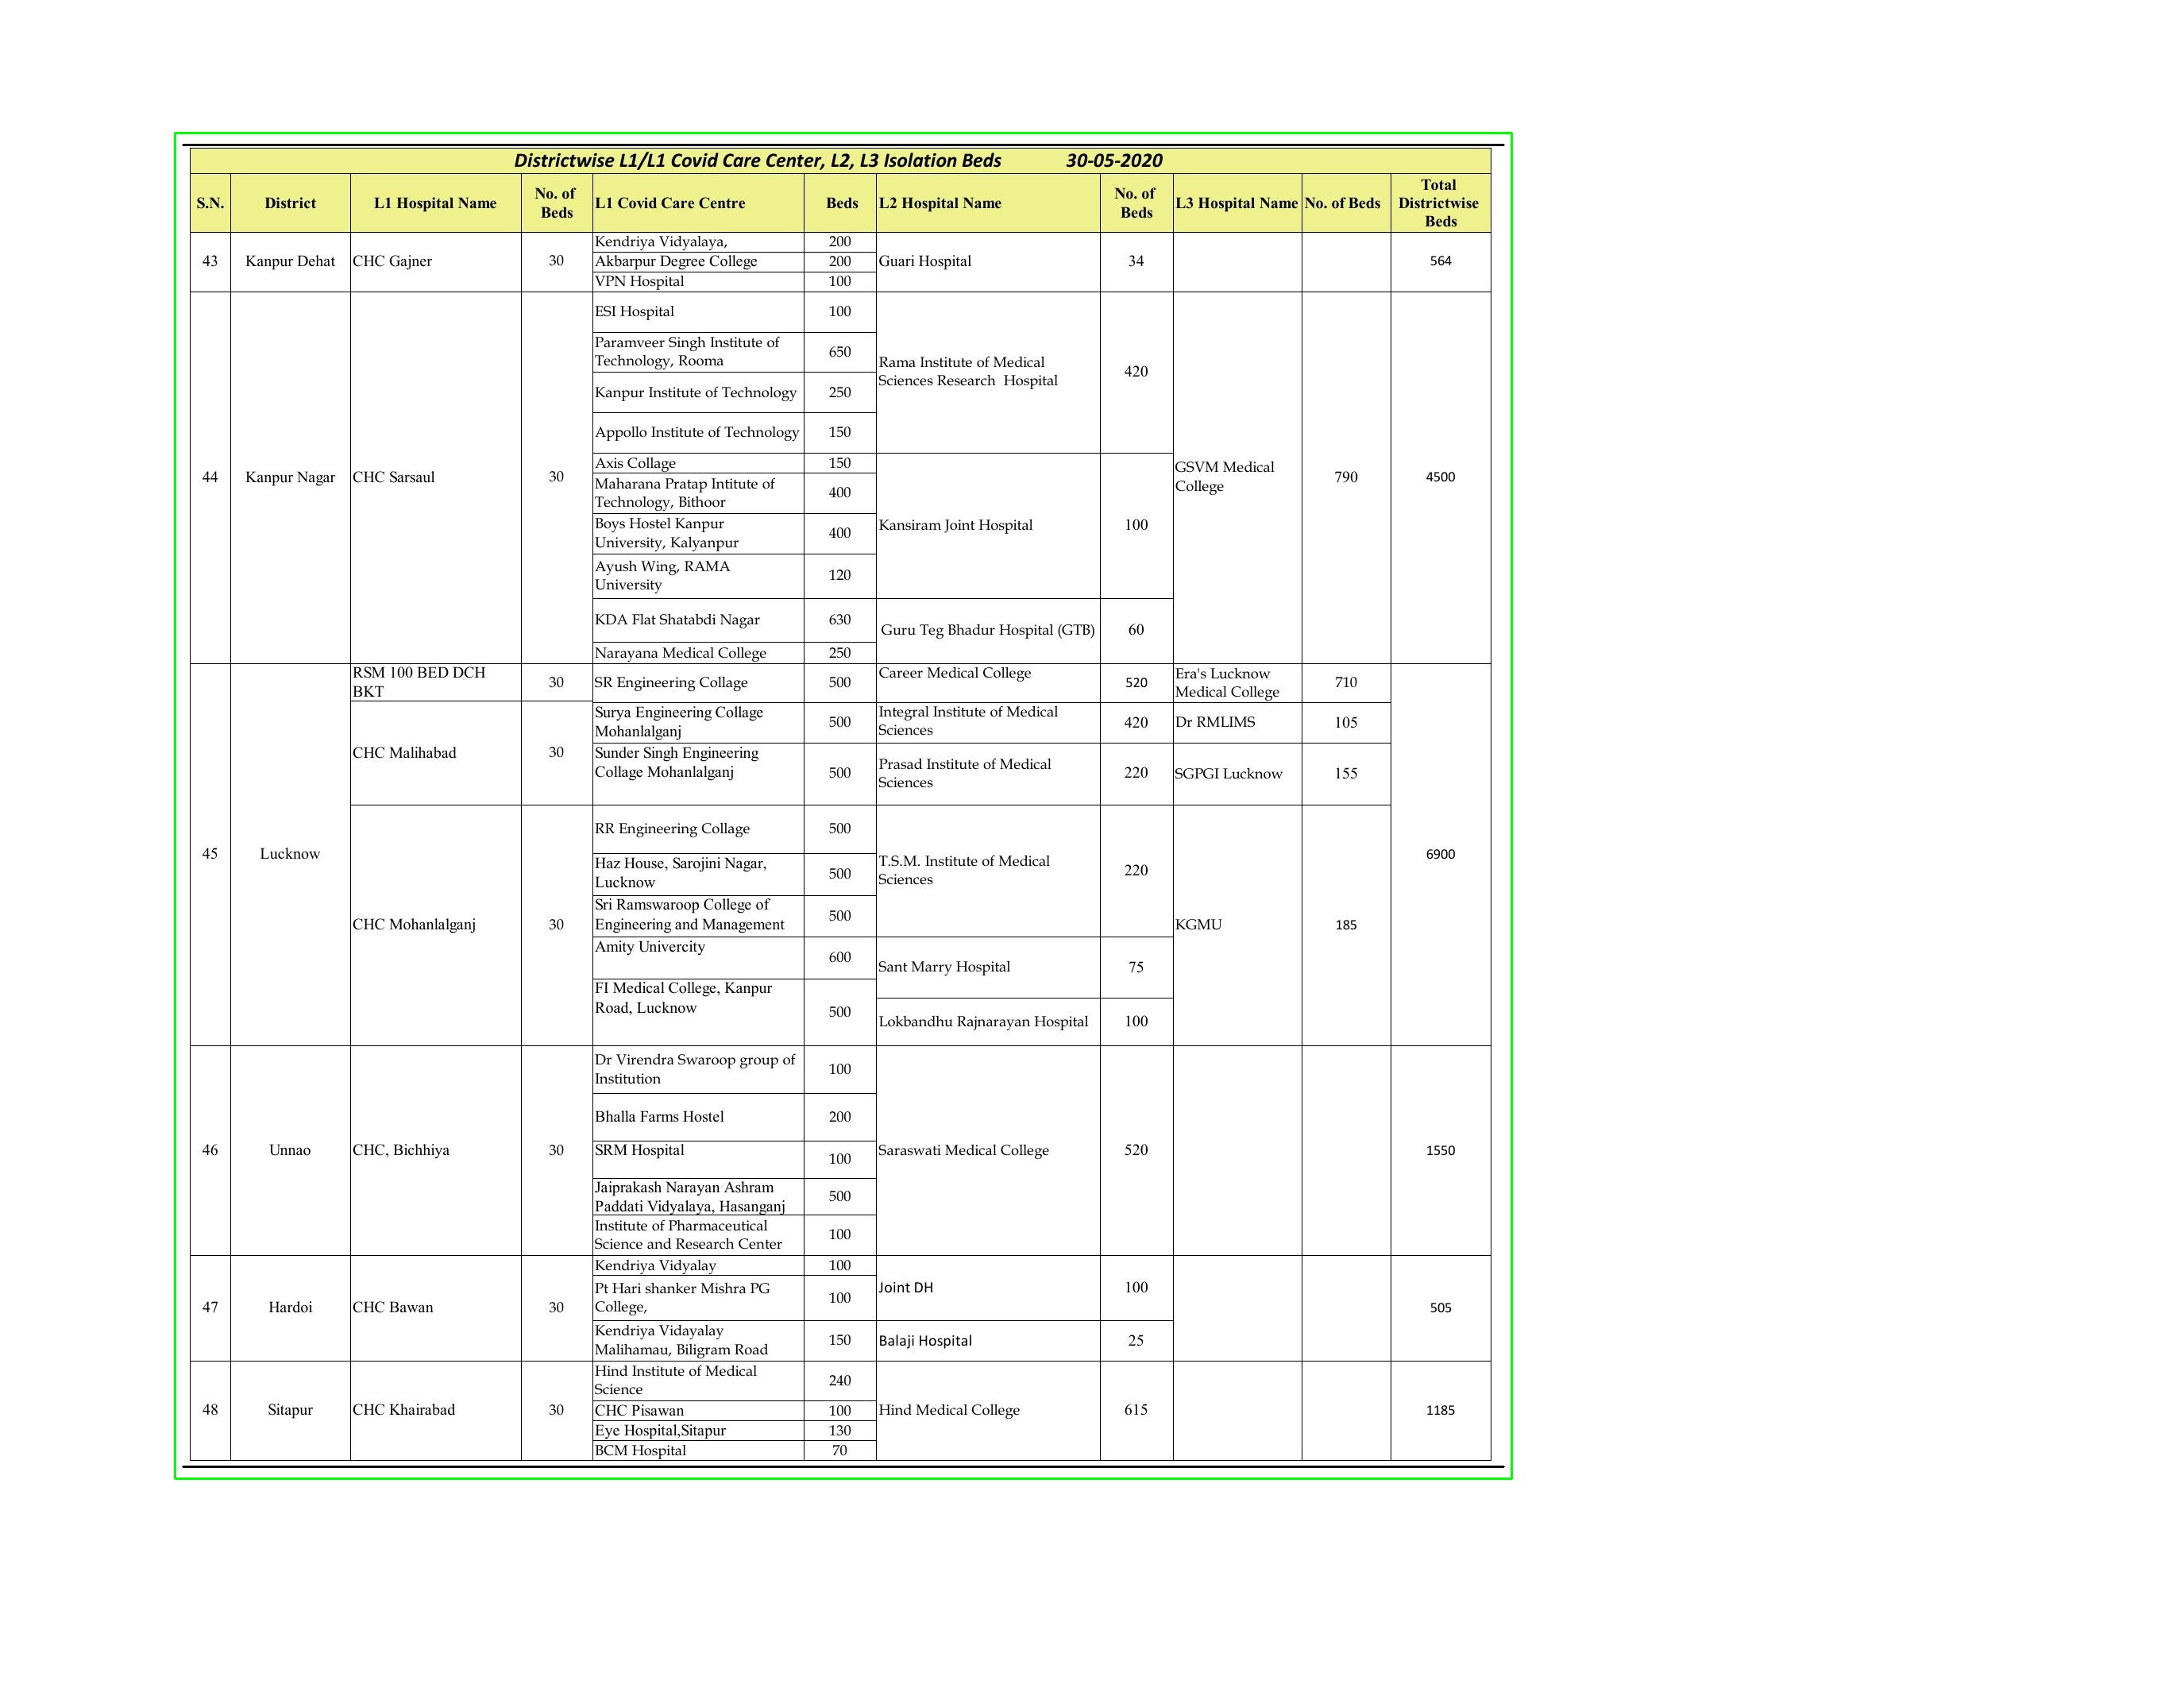 Districtwise L1/L1 Covid Care Center, L2, L3 Isolation Beds 30-05-2020
S.N. District L1 Hospital Name No. of Beds L1 Covid Care Centre Beds L2 Hospital Name No. of Beds L3 Hospital Name No. of Beds Total Districtwise Beds
43 Kanpur Dehat CHC Gajner 30
Kendriya Vidyalaya, 200
Akbarpur Degree College 200
VPN Hospital 100
Guari Hospital 34
564
44 Kanpur Nagar CHC Sarsaul 30
ESI Hospital 100
Paramveer Singh Institute of
Technology, Rooma 650
Kanpur Institute of Technology 250
Appollo Institute of Technology 150
Axis Collage 150
Maharana Pratap Intitute of
Technology, Bithoor 400
Boys Hostel Kanpur
University, Kalyanpur 400
Ayush Wing, RAMA
University 120
KDA Flat Shatabdi Nagar 630
Narayana Medical College 250
Rama Institute of Medical
Sciences Research Hospital 420
Kansiram Joint Hospital 100
Guru Teg Bhadur Hospital (GTB) 60
GSVM Medical
College 790
4500
45 Lucknow
RSM 100 BED DCH
BKT 30
CHC Malihabad 30
CHC Mohanlalganj 30
SR Engineering Collage 500
Surya Engineering Collage
Mohanlalganj 500
Sunder Singh Engineering
Collage Mohanlalganj 500
RR Engineering Collage 500
Haz House, Sarojini Nagar,
Lucknow 500
Sri Ramswaroop College of
Engineering and Management 500
Amity Univercity 600
FI Medical College, Kanpur
Road, Lucknow 500
Career Medical College 520
Integral Institute of Medical
Sciences 420
Prasad Institute of Medical
Sciences 220
T.S.M. Institute of Medical
Sciences 220
Sant Marry Hospital 75
Lokbandhu Rajnarayan Hospital 100
Era's Lucknow
Medical College 710
Dr RMLIMS 105
SGPGI Lucknow 155
KGMU 185
6900
46 Unnao CHC, Bichhiya 30
Dr Virendra Swaroop group of
Institution 100
Bhalla Farms Hostel 200
SRM Hospital 100
Jaiprakash Narayan Ashram
Paddati Vidyalaya, Hasanganj 500
Institute of Pharmaceutical
Science and Research Center 100
Saraswati Medical College 520
1550
47 Hardoi CHC Bawan 30
Kendriya Vidyalay 100
Pt Hari shanker Mishra PG
College, 100
Kendriya Vidayalay
Malihamau, Biligram Road 150
Joint DH 100
Balaji Hospital 25
505
48 Sitapur CHC Khairabad 30
Hind Institute of Medical
Science 240
CHC Pisawan 100
Eye Hospital,Sitapur 130
BCM Hospital 70
Hind Medical College 615
1185